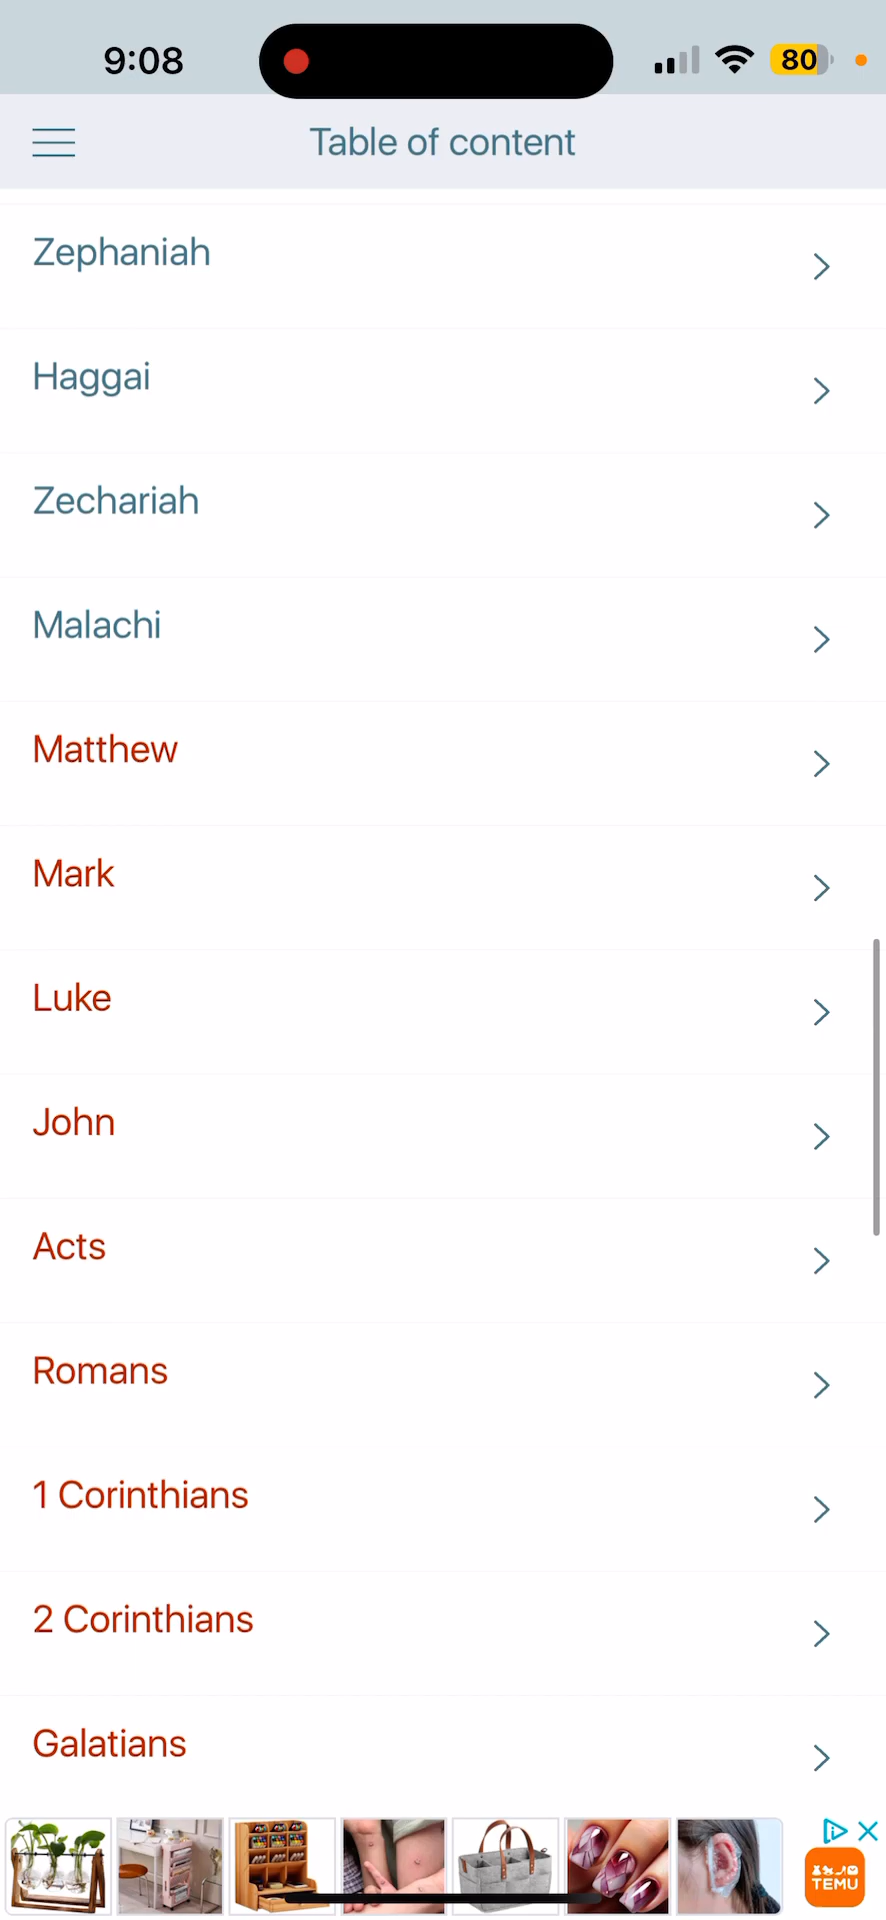 9:08
80
Table of content
Zephaniah
Haggai
Zechariah
Malachi
Matthew
Mark
Luke
John
Acts
Romans
1 Corinthians
2 Corinthians
Galatians
TEMU